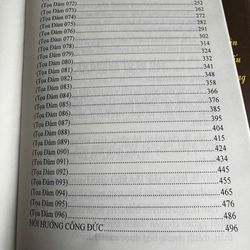 (Tọa Đàm 072)
(Tọa Đàm 073) 252
(Tọa Đàm 074) 262
(Tọa Đàm 075) 272
(Tọa Đàm 076) 282
(Tọa Đàm 077) 291
(Tọa Đàm 078) 302
(Tọa Đàm 079) 314
(Tọa Đàm 080) 324
(Tọa Đàm 081) 332
(Tọa Đàm 082) 341
(Tọa Đàm 083) 355
(Tọa Đàm 084) 366
(Tọa Đàm 085) 376
(Tọa Đàm 086) 385
(Tọa Đàm 087) 395
(Tọa Đàm 088) 404
(Tọa Đàm 089) 415
(Tọa Đàm 090) 424
(Tọa Đàm 091) 434
(Tọa Đàm 092) 443
(Tọa Đàm 093) 455
(Tọa Đàm 094) 465
(Tọa Đàm 095) 476
(Tọa Đàm 096) 486
HỒI HƯỚNG CÔNG ĐỨC 496